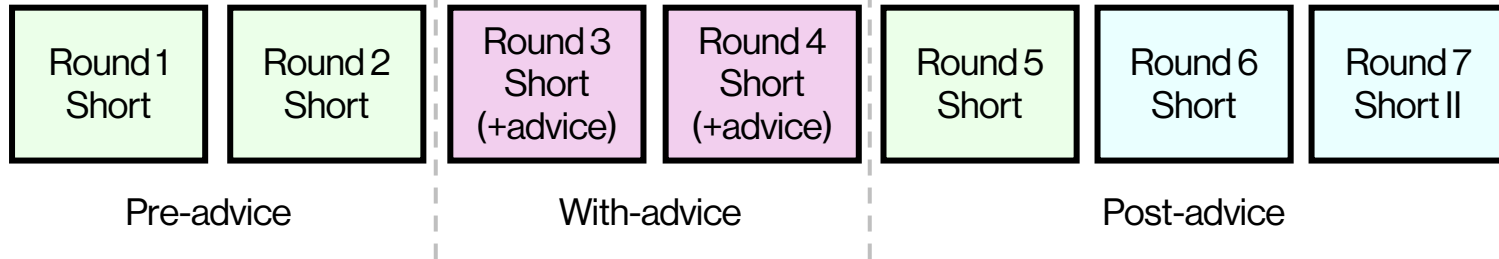 Round 1
Short
Round 2
Short
Round 3
Short
(+advice)
Round 4
Short
(+advice)
Round 5
Short
Round 6
Short
Round 7
Short II
Pre-advice
With-advice
Post-advice